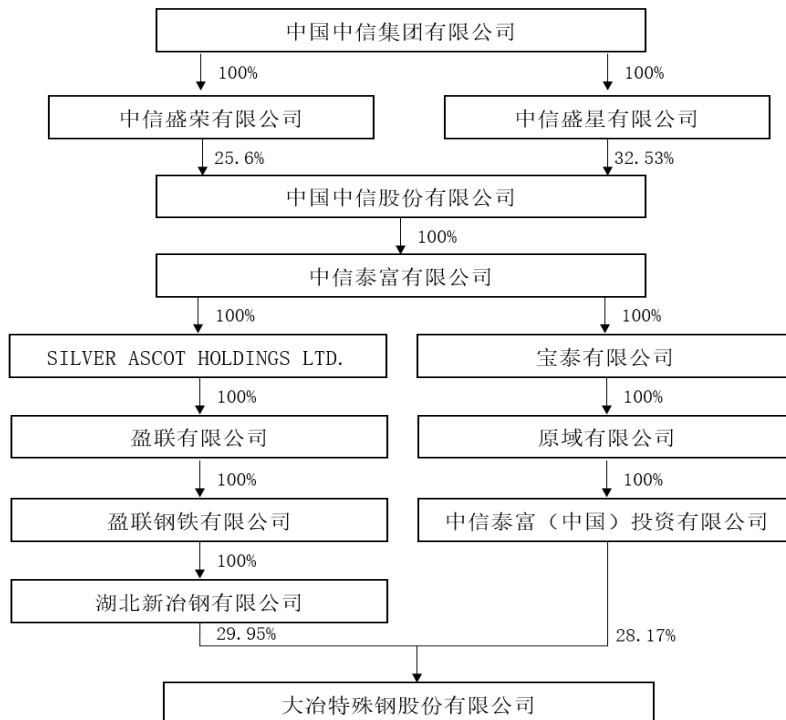 中国中信集团有限公司
100%
100%
中信盛荣有限公司
中信盛星有限公司
25.6%
32.53%
中国中信股份有限公司
100%
中信泰富有限公司
100%
100%
SILVER ASCOT HOLDINGS LTD.
宝泰有限公司
100%
100%
盈联有限公司
原域有限公司
100%
100%
盈联钢铁有限公司
中信泰富（中国）投资有限公司
100%
湖北新冶钢有限公司
29.95%
28.17%
大冶特殊钢股份有限公司